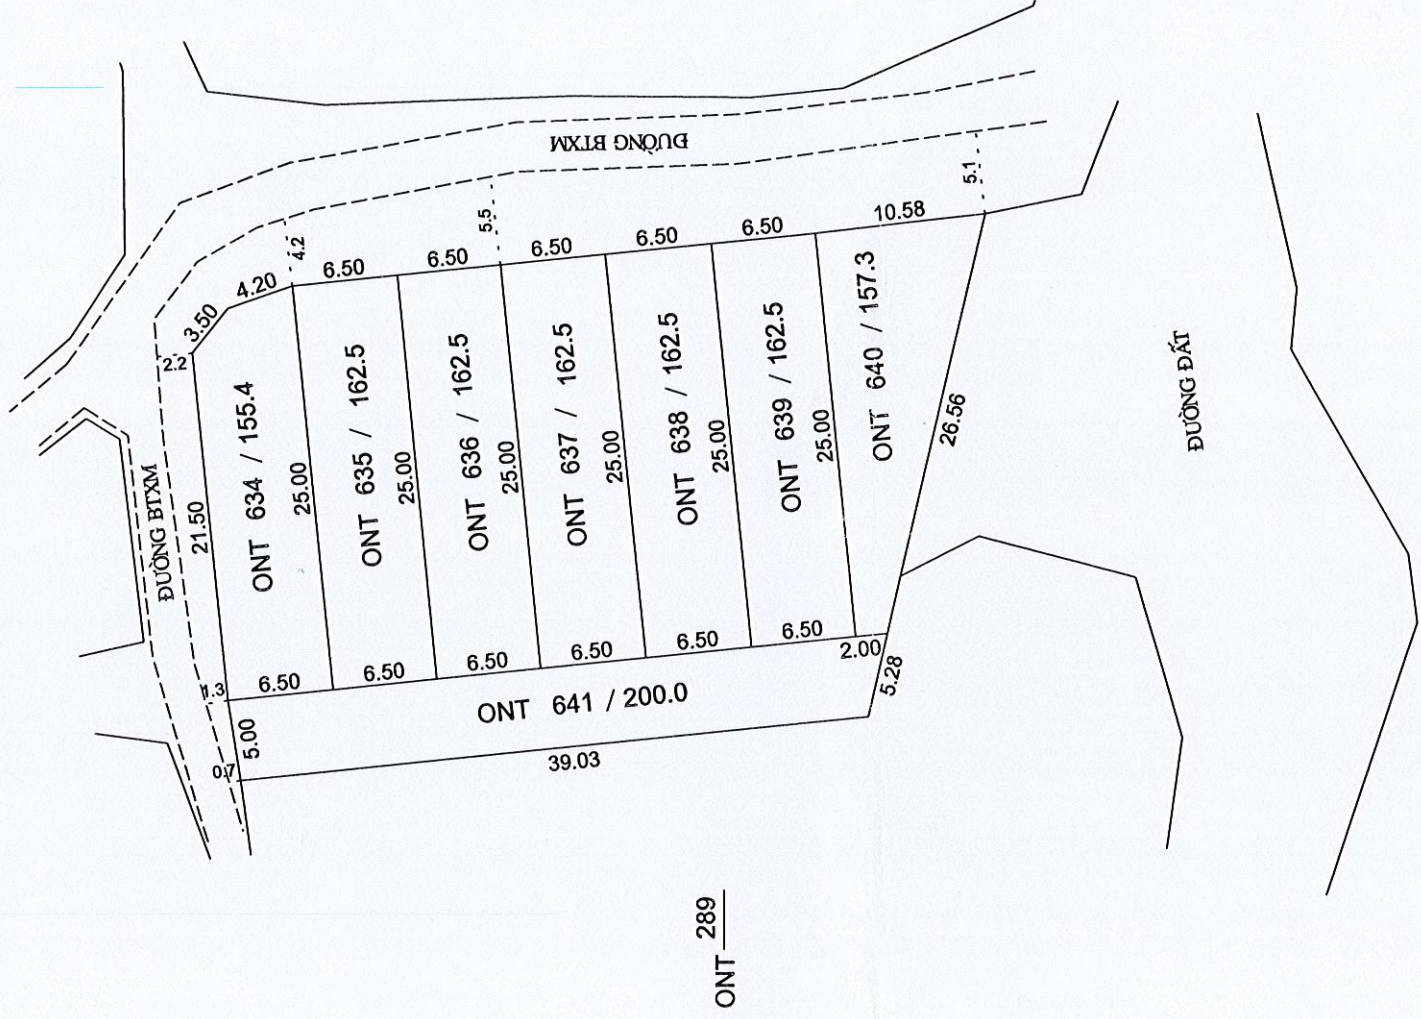 ĐƯỜNG BTXM
5.1
5.5
4.2
10.58
6.50
6.50
6.50
6.50
6.50
4.20
3.50
2.2
ONT 634 / 155.4
ONT 635 / 162.5
ONT 636 / 162.5
ONT 637 / 162.5
ONT 638 / 162.5
ONT 639 / 162.5
ONT 640 / 157.3
ĐƯỜNG ĐẤT
ĐƯỜNG BTXM
21.50
25.00
25.00
25.00
25.00
25.00
25.00
26.56
1.3
6.50
6.50
6.50
6.50
6.50
6.50
2.00
5.28
ONT 641 / 200.0
5.00
0.7
39.03
ONT 289